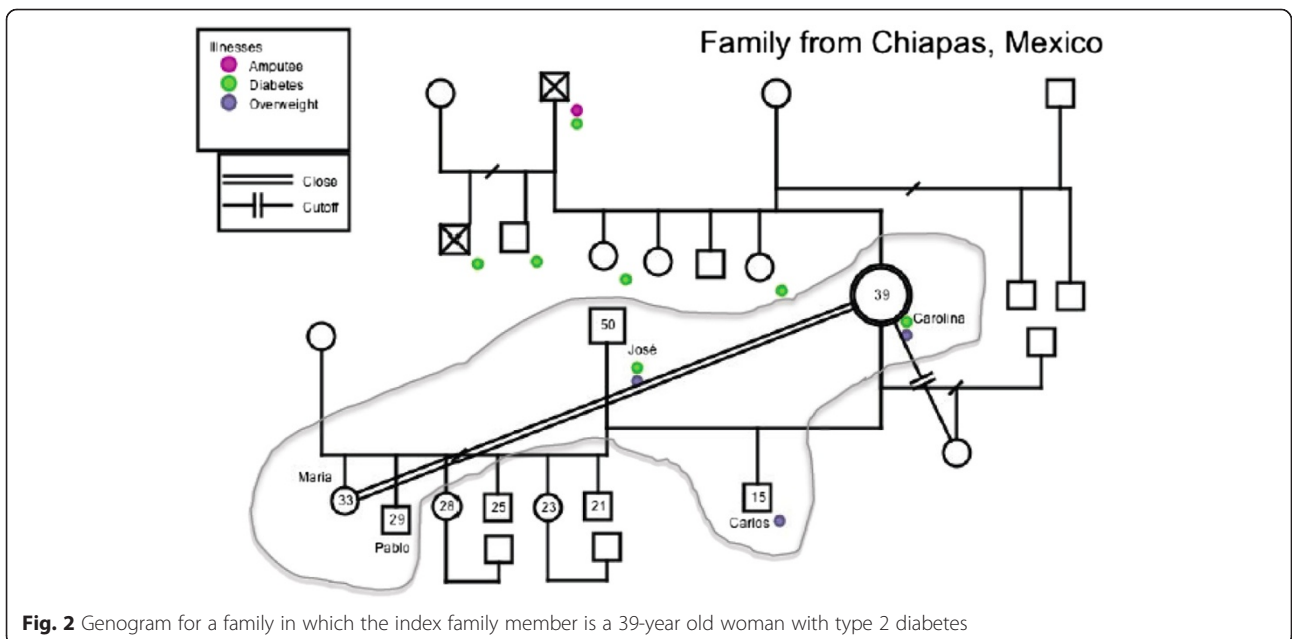 Family from Chiapas, Mexico
Illnesses
Amputee
Diabetes
Overweight
Close
Cutoff
39
Carolina
50
José
Maria
33
29
Pablo
28
25
23
21
15
Carlos
Fig. 2 Genogram for a family in which the index family member is a 39-year old woman with type 2 diabetes